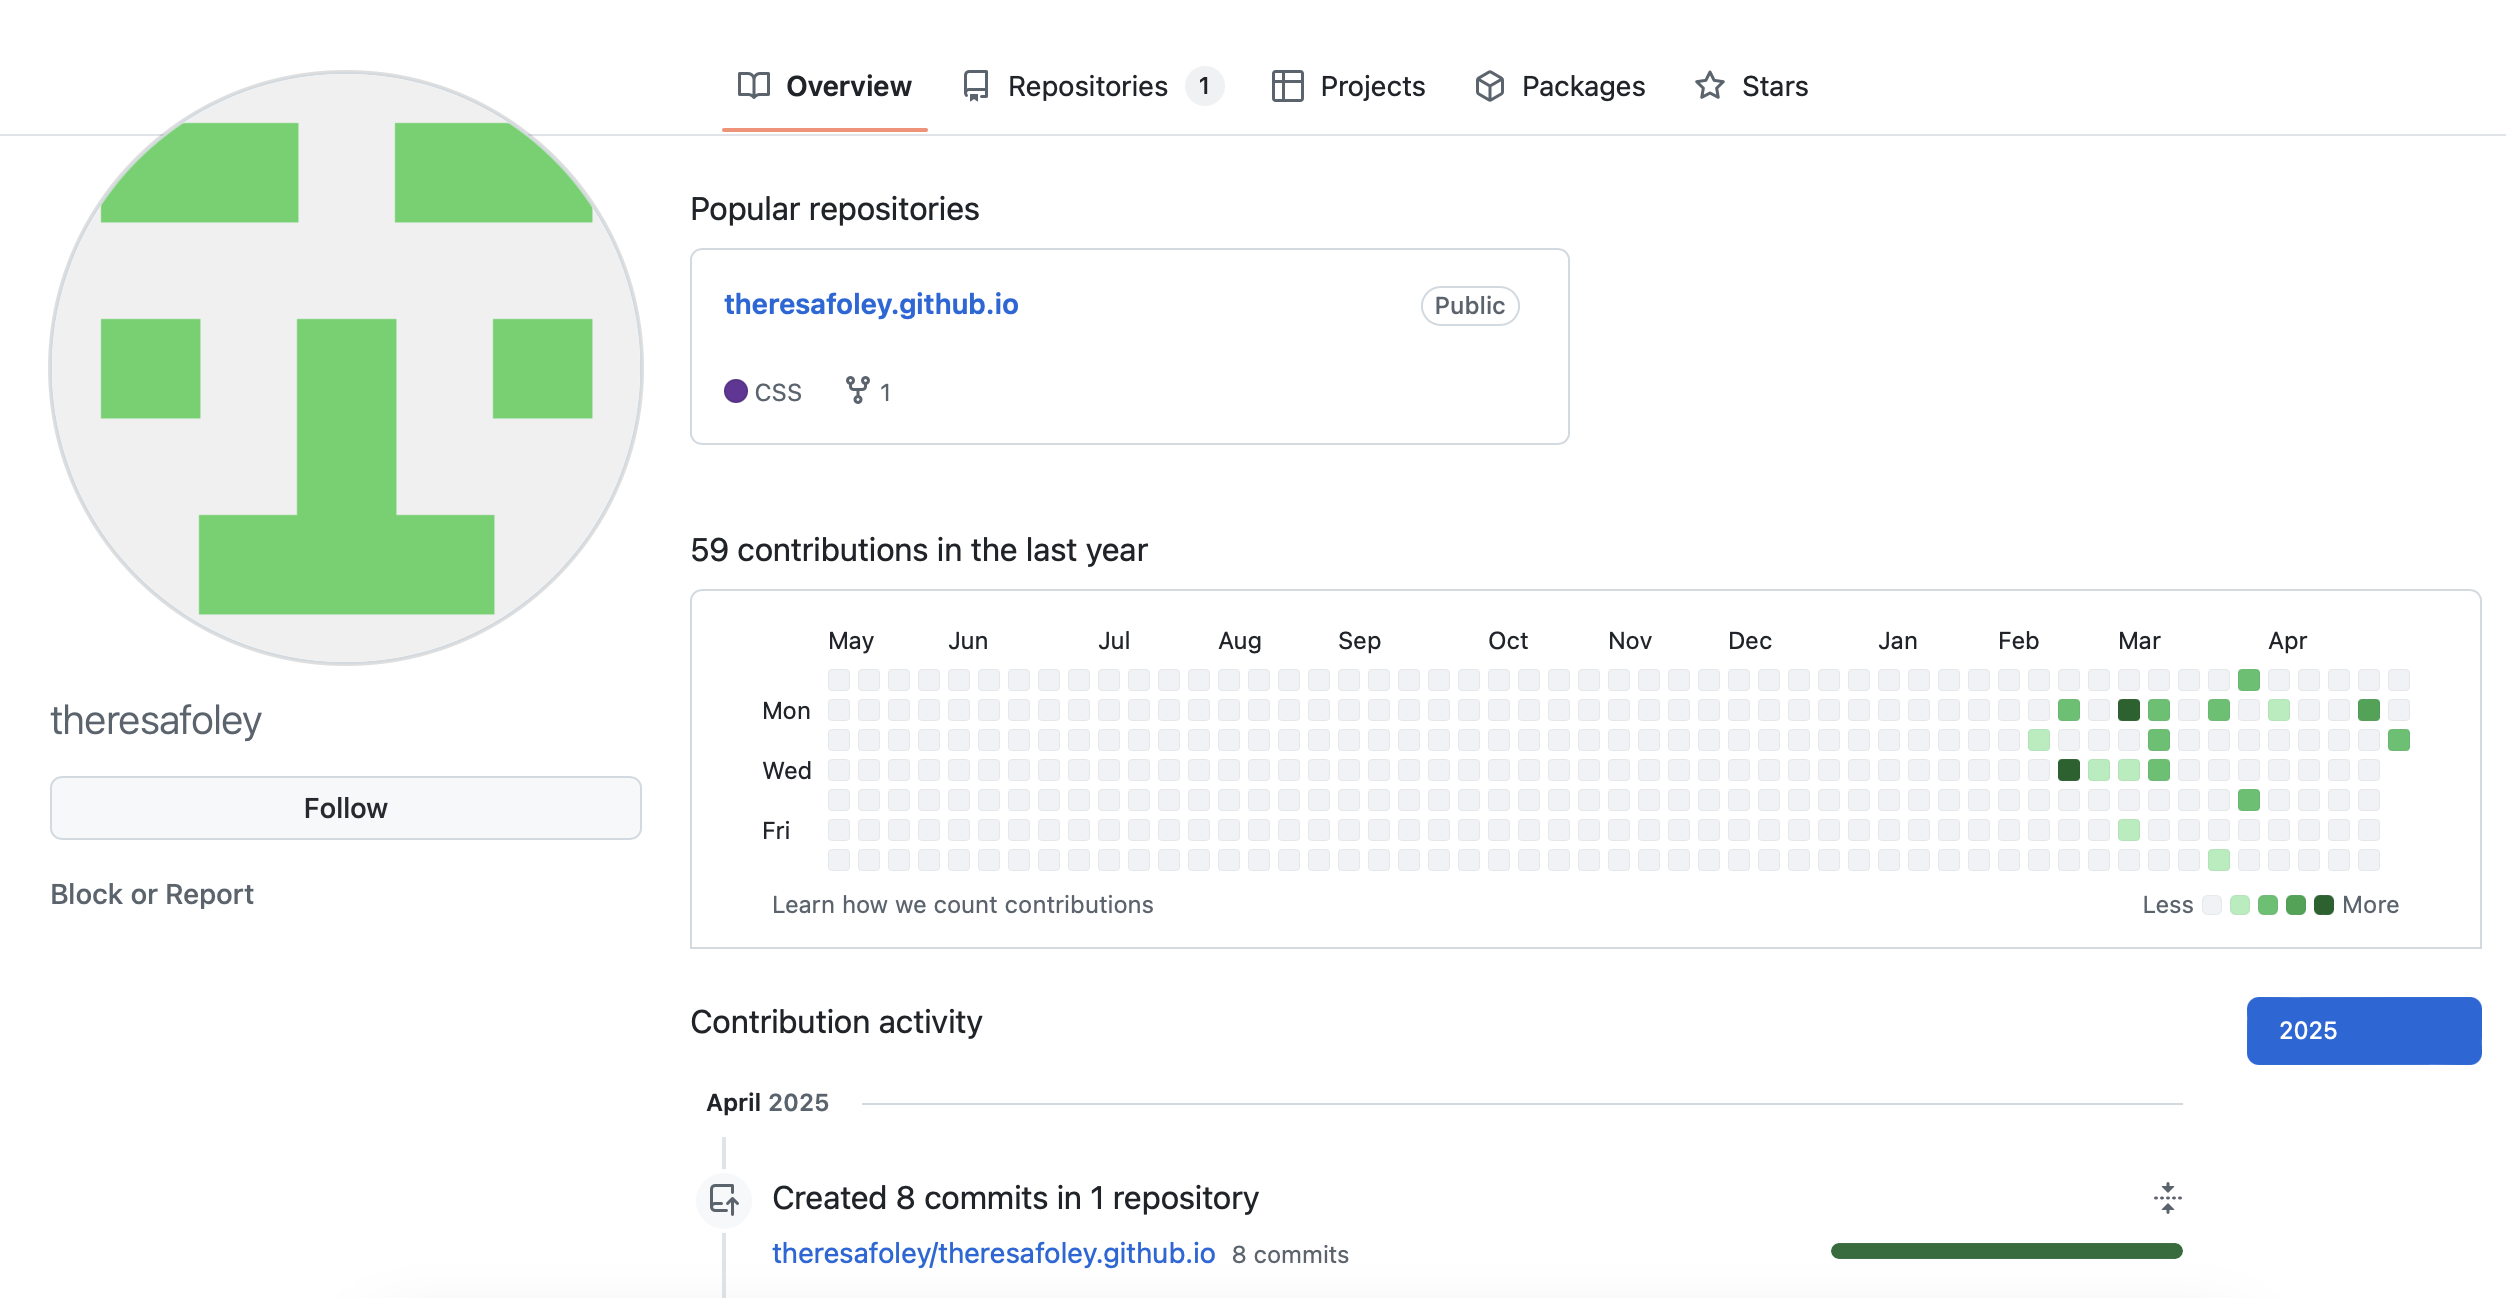 Overview Repositories 1 Projects Packages Stars
theresafoley
Follow
Block or Report
Popular repositories
theresafoley.github.io Public
CSS 1
59 contributions in the last year
May Jun Jul Aug Sep Oct Nov Dec Jan Feb Mar Apr
Mon
Wed
Fri
Learn how we count contributions Less More
Contribution activity
2025
April 2025
Created 8 commits in 1 repository
theresafoley/theresafoley.github.io 8 commits